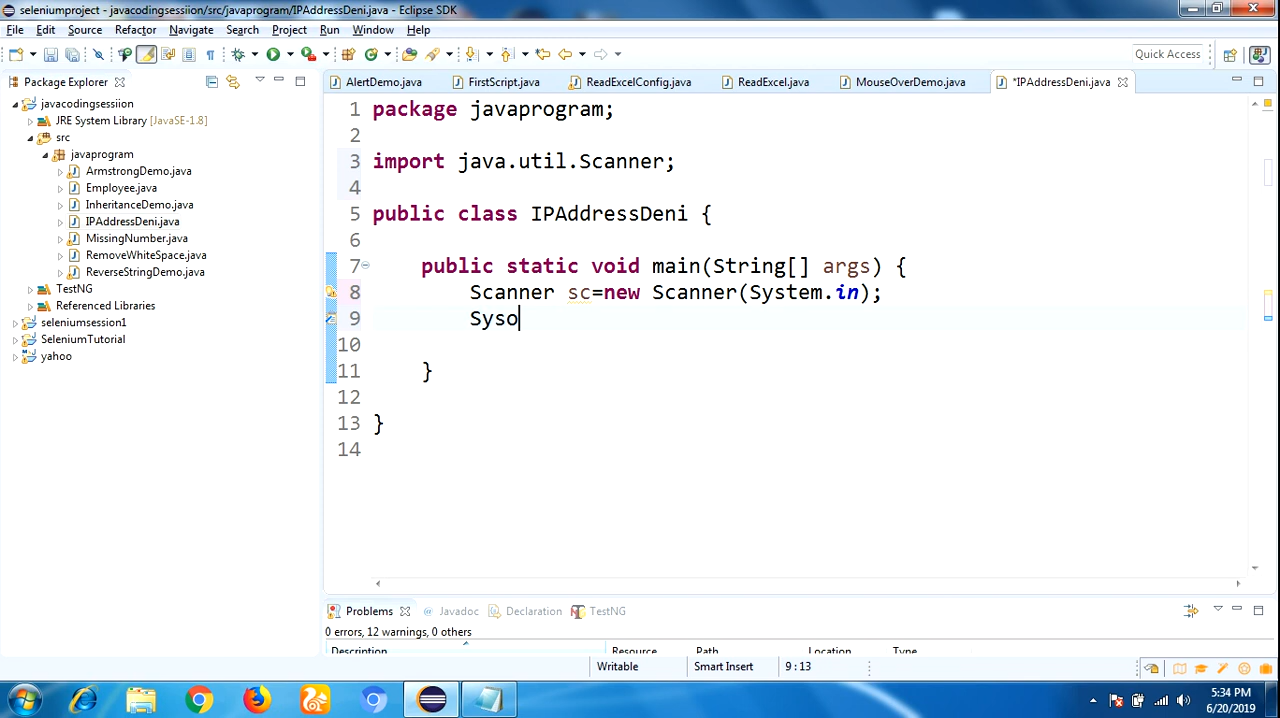 seleniumproject - javacodingsessiion/src/javaprogram/IPAddressDeni.java - Eclipse SDK
File Edit Source Refactor Navigate Search Project Run Window Help
Quick Access
Package Explorer
AlertDemo.java FirstScript.java ReadExcelConfig.java ReadExcel.java MouseOverDemo.java *IPAddressDeni.java
javacodingsessiion
JRE System Library [JavaSE-1.8]
src
javaprogram
ArmstrongDemo.java
Employee.java
InheritanceDemo.java
IPAddressDeni.java
MissingNumber.java
RemoveWhiteSpace.java
ReverseStringDemo.java
TestNG
Referenced Libraries
seleniumsession1
SeleniumTutorial
yahoo
1 package javaprogram;
2
3 import java.util.Scanner;
4
5 public class IPAddressDeni {
6
7 public static void main(String[] args) {
8 Scanner sc=new Scanner(System.in);
9 Syso
10
11 }
12
13 }
14
Problems Javadoc Declaration TestNG
0 errors, 12 warnings, 0 others
Description Resource Path Location Type
Writable Smart Insert 9 : 13
5:34 PM
6/20/2019